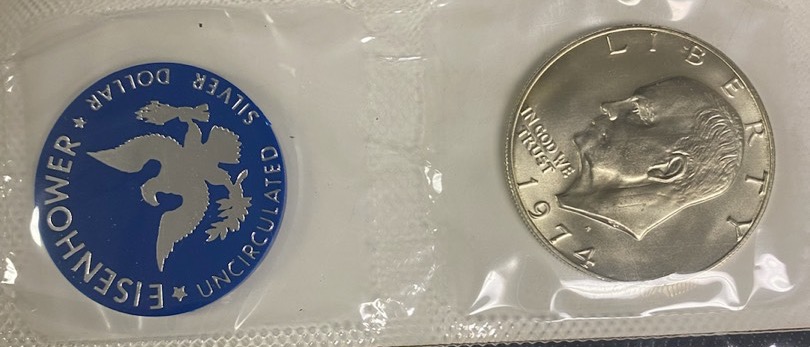 EISENHOWER ★ SILVER DOLLAR
★ UNCIRCULATED
LIBERTY
IN GOD WE
TRUST
1974